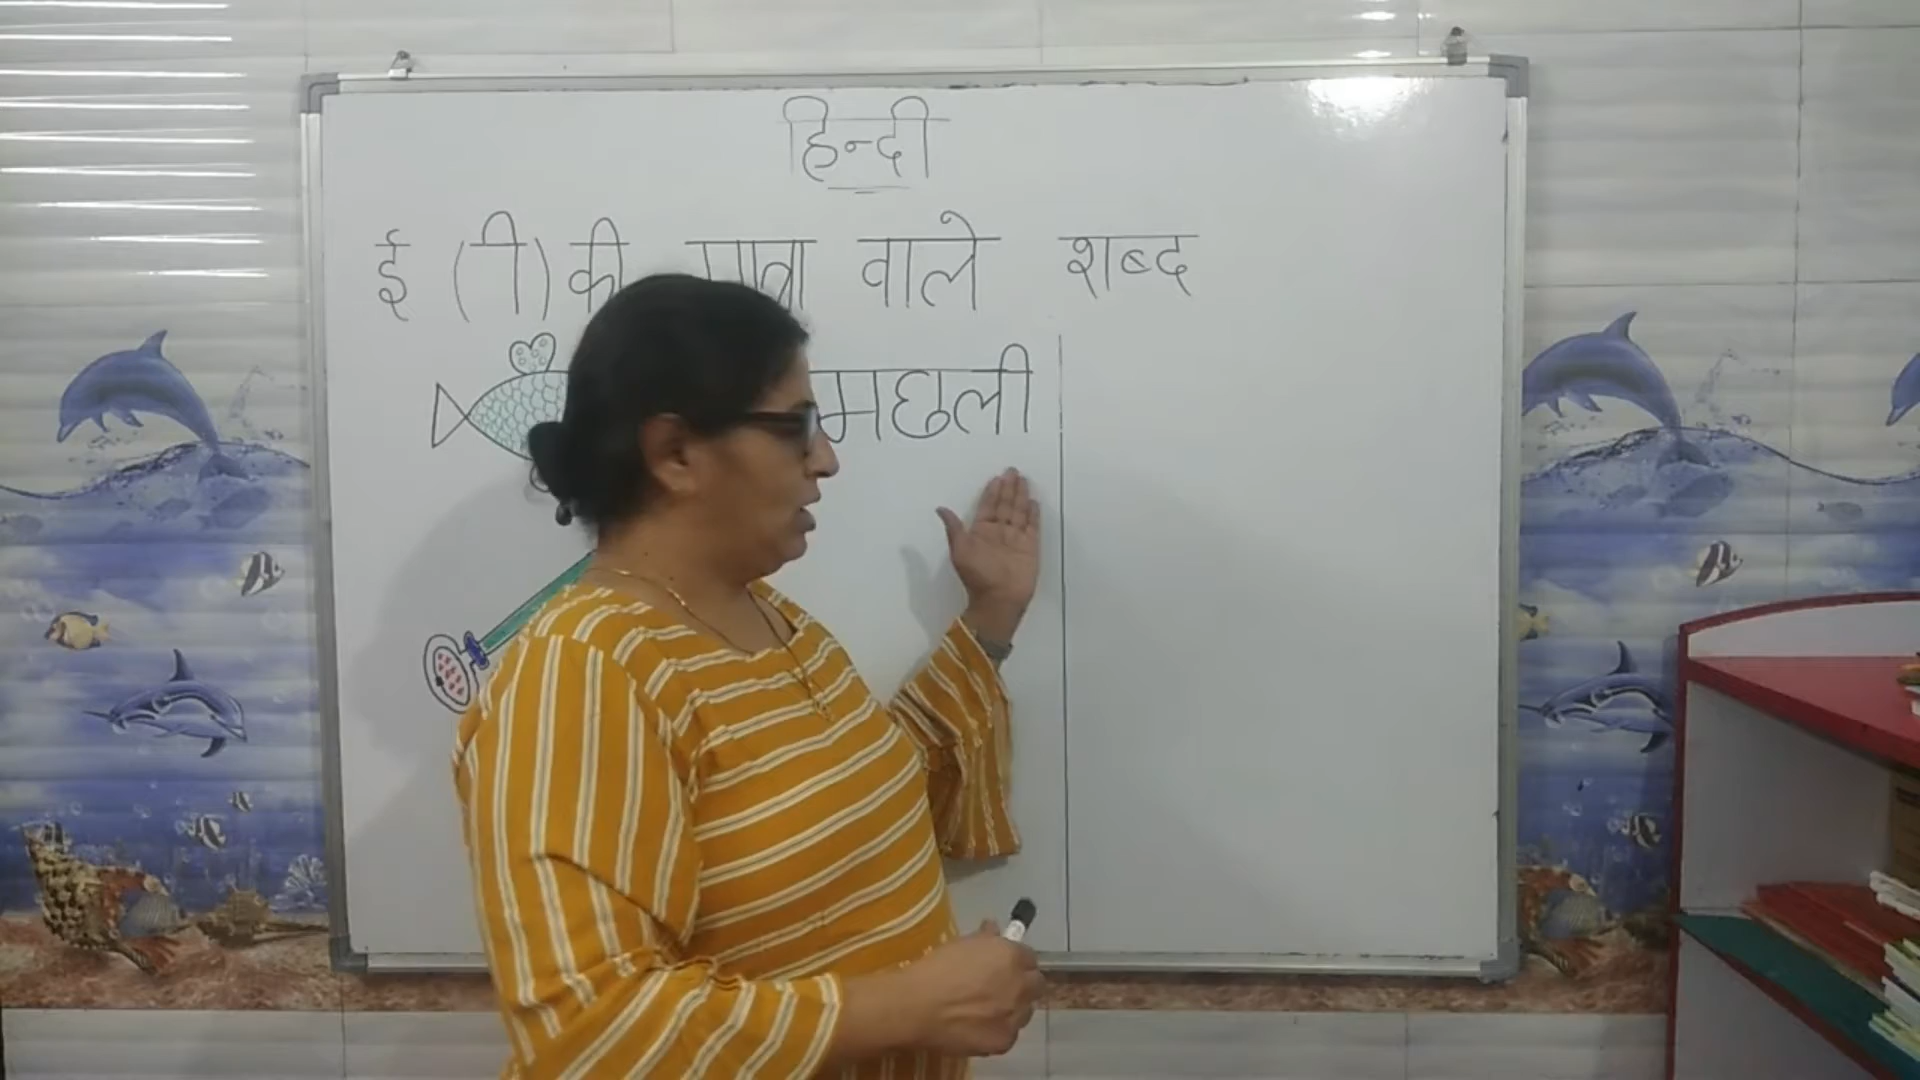 हिन्दी
ई (ी) की मात्रा वाले शब्द
मछली